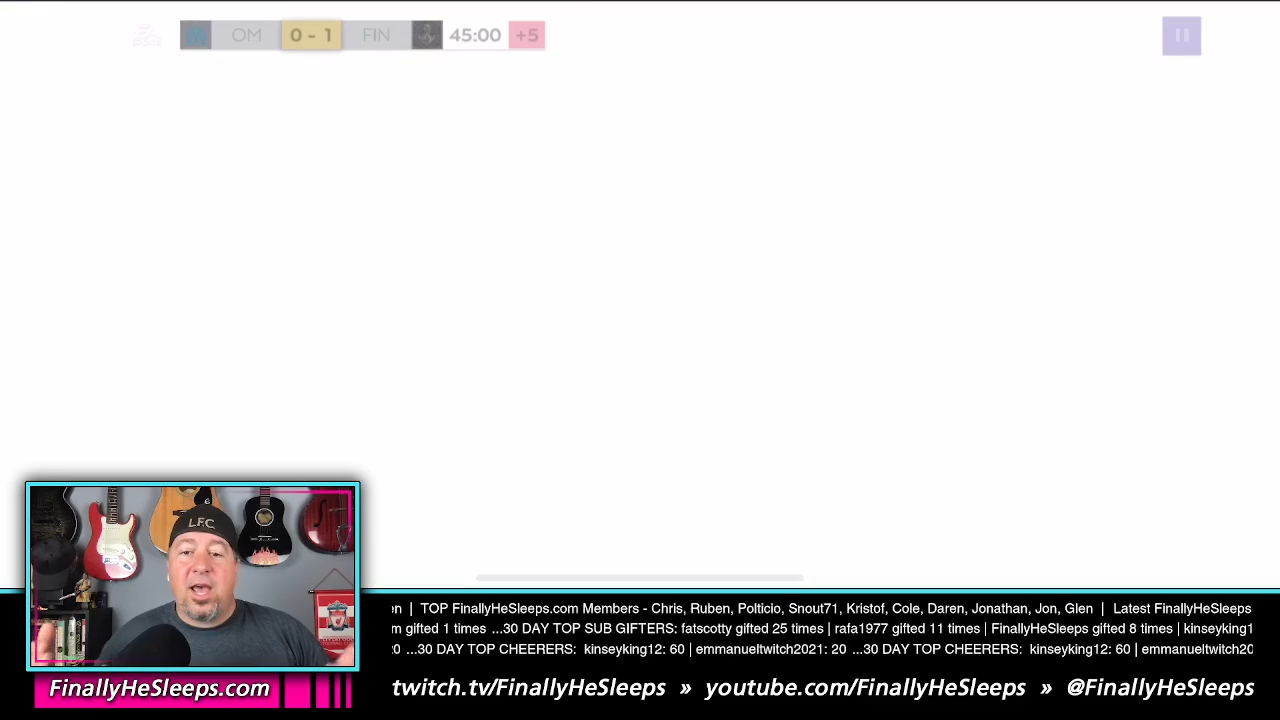 OM 0 - 1 FIN 45:00 +5
LFC
en | TOP FinallyHeSleeps.com Members - Chris, Ruben, Polticio, Snout71, Kristof, Cole, Daren, Jonathan, Jon, Glen | Latest FinallyHeSleeps
m gifted 1 times ...30 DAY TOP SUB GIFTERS: fatscotty gifted 25 times | rafa1977 gifted 11 times | FinallyHeSleeps gifted 8 times | kinseyking1
20 ...30 DAY TOP CHEERERS: kinseyking12: 60 | emmanueltwitch2021: 20 ...30 DAY TOP CHEERERS: kinseyking12: 60 | emmanueltwitch20
FinallyHeSleeps.com
twitch.tv/FinallyHeSleeps » youtube.com/FinallyHeSleeps » @FinallyHeSleeps